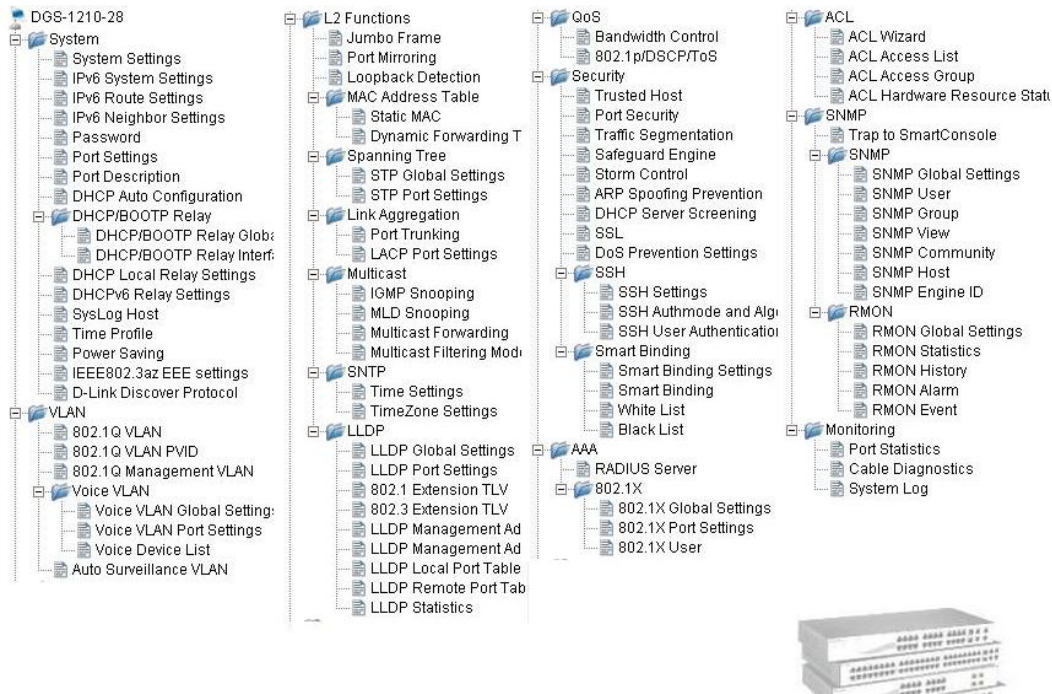 DGS-1210-28
System
System Settings
IPv6 System Settings
IPv6 Route Settings
IPv6 Neighbor Settings
Password
Port Settings
Port Description
DHCP Auto Configuration
DHCP/BOOTP Relay
DHCP/BOOTP Relay Globa
DHCP/BOOTP Relay Interfa
DHCP Local Relay Settings
DHCPv6 Relay Settings
SysLog Host
Time Profile
Power Saving
IEEE802.3az EEE settings
D-Link Discover Protocol
VLAN
802.1Q VLAN
802.1Q VLAN PVID
802.1Q Management VLAN
Voice VLAN
Voice VLAN Global Settings
Voice VLAN Port Settings
Voice Device List
Auto Surveillance VLAN
L2 Functions
Jumbo Frame
Port Mirroring
Loopback Detection
MAC Address Table
Static MAC
Dynamic Forwarding T
Spanning Tree
STP Global Settings
STP Port Settings
Link Aggregation
Port Trunking
LACP Port Settings
Multicast
IGMP Snooping
MLD Snooping
Multicast Forwarding
Multicast Filtering Mod
SNTP
Time Settings
TimeZone Settings
LLDP
LLDP Global Settings
LLDP Port Settings
802.1 Extension TLV
802.3 Extension TLV
LLDP Management Ad
LLDP Management Ad
LLDP Local Port Table
LLDP Remote Port Tab
LLDP Statistics
QoS
Bandwidth Control
802.1p/DSCP/ToS
Security
Trusted Host
Port Security
Traffic Segmentation
Safeguard Engine
Storm Control
ARP Spoofing Prevention
DHCP Server Screening
SSL
DoS Prevention Settings
SSH
SSH Settings
SSH Authmode and Algo
SSH User Authentication
Smart Binding
Smart Binding Settings
Smart Binding
White List
Black List
AAA
RADIUS Server
802.1X
802.1X Global Settings
802.1X Port Settings
802.1X User
ACL
ACL Wizard
ACL Access List
ACL Access Group
ACL Hardware Resource Statu
SNMP
Trap to SmartConsole
SNMP
SNMP Global Settings
SNMP User
SNMP Group
SNMP View
SNMP Community
SNMP Host
SNMP Engine ID
RMON
RMON Global Settings
RMON Statistics
RMON History
RMON Alarm
RMON Event
Monitoring
Port Statistics
Cable Diagnostics
System Log